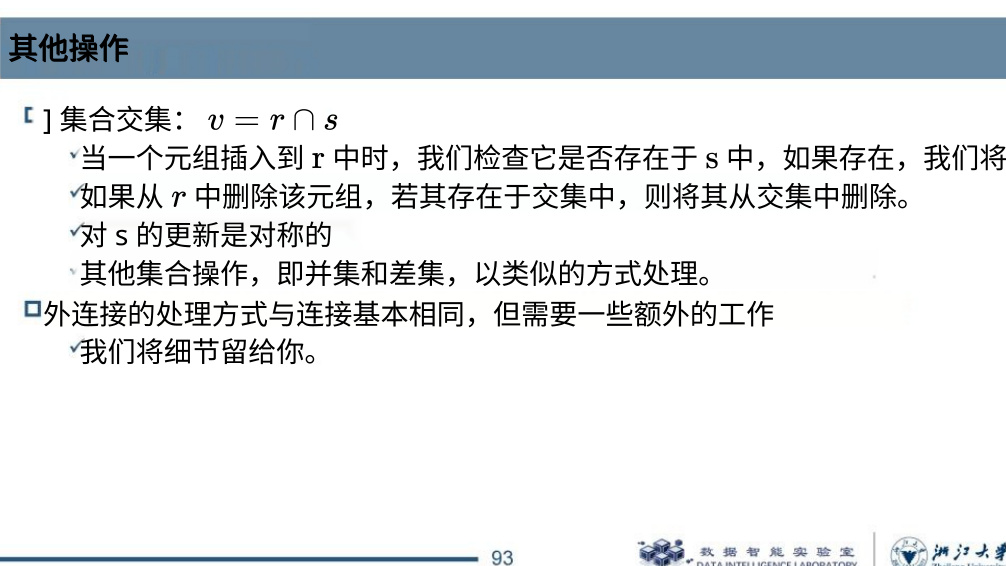 其他操作
] 集合交集： v = r ∩ s
当一个元组插入到 r 中时，我们检查它是否存在于 s 中，如果存在，我们将
如果从 r 中删除该元组，若其存在于交集中，则将其从交集中删除。
对 s 的更新是对称的
其他集合操作，即并集和差集，以类似的方式处理。
外连接的处理方式与连接基本相同，但需要一些额外的工作
我们将细节留给你。
93
数据智能实验室
DATA INTELLIGENCE LABORATORY
浙江大学